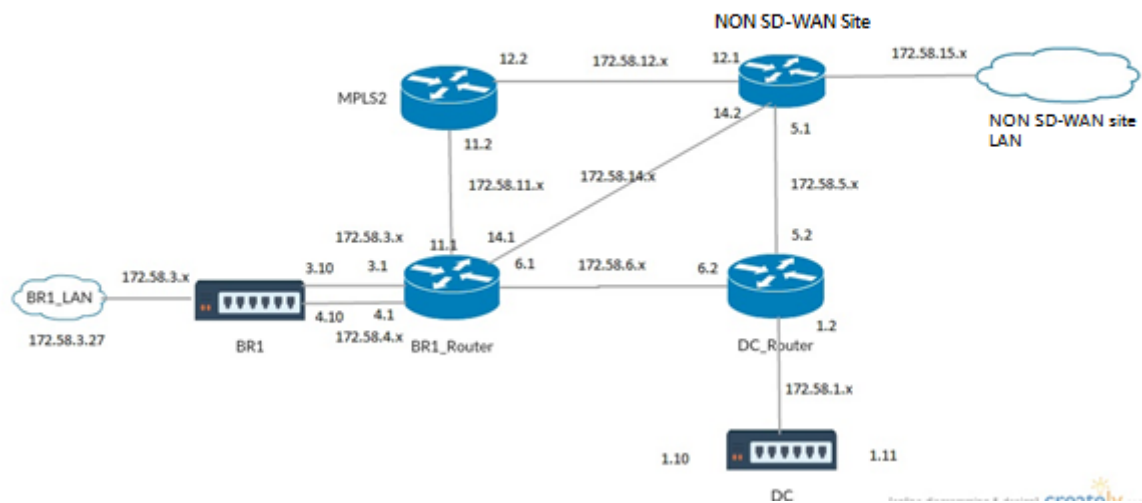 NON SD-WAN Site
12.2
172.58.12.x
12.1
172.58.15.x
MPLS2
14.2
5.1
NON SD-WAN site
LAN
11.2
172.58.11.x
172.58.14.x
172.58.5.x
172.58.3.x
11.1
14.1
5.2
172.58.3.x
3.10
3.1
6.1
172.58.6.x
6.2
BR1_LAN
4.10
4.1
1.2
172.58.3.27
172.58.4.x
BR1
BR1_Router
DC_Router
172.58.1.x
1.10
1.11
DC
creately